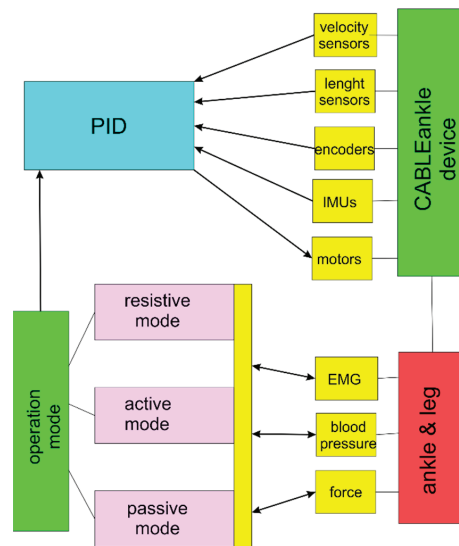 velocity
sensors
lenght
sensors
PID
encoders
IMUs
motors
CABLEankle
device
resistive
mode
active
mode
passive
mode
operation
mode
EMG
blood
pressure
force
ankle & leg